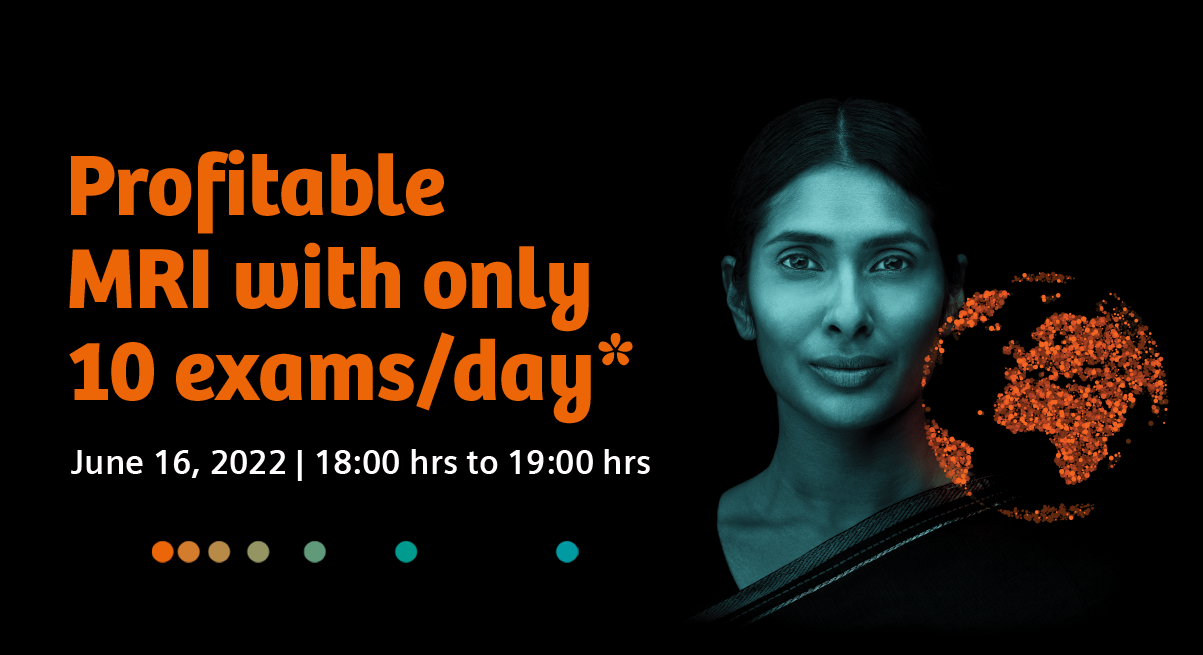 Profitable
MRI with only
10 exams/day*
June 16, 2022 | 18:00 hrs to 19:00 hrs